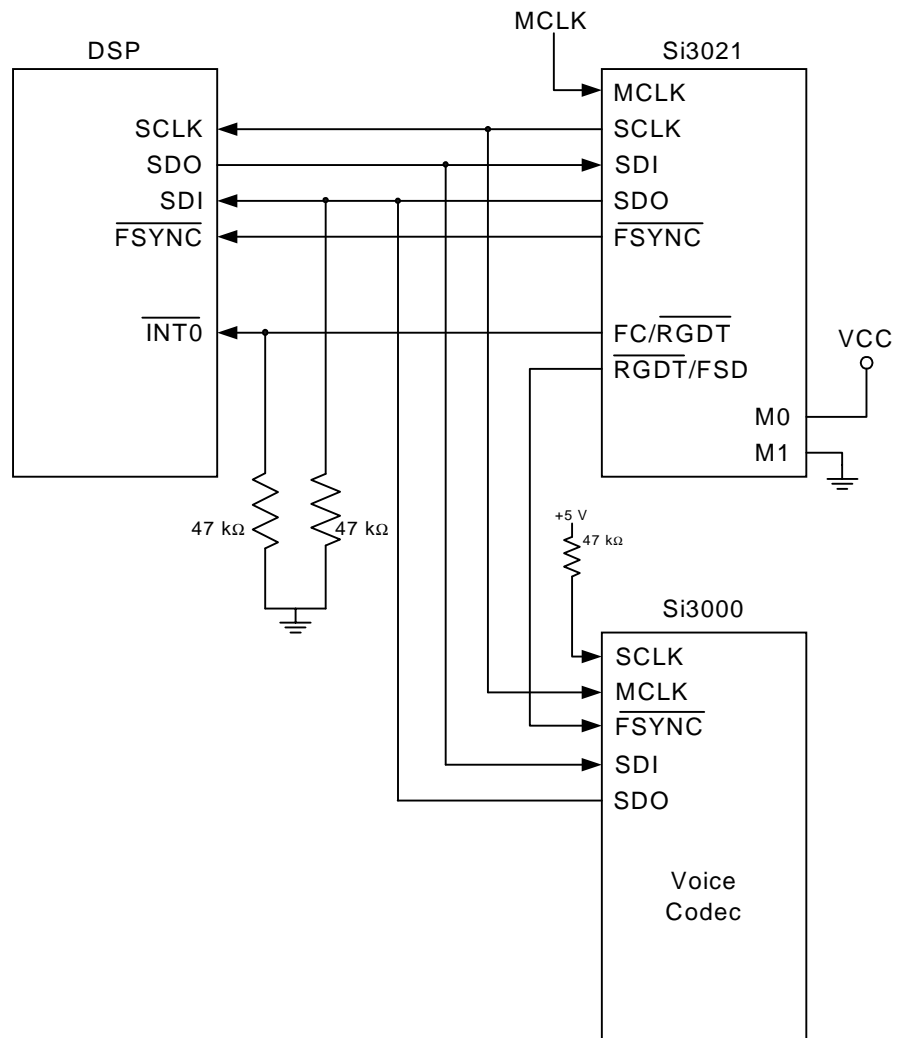 MCLK
DSP
Si3021
MCLK
SCLK
SCLK
SDO
SDI
SDI
SDO
FSYNC
FSYNC
INT0
FC/RGDT
VCC
RGDT/FSD
M0
M1
47 kΩ
47 kΩ
+5 V
47 kΩ
Si3000
SCLK
MCLK
FSYNC
SDI
SDO
Voice
Codec